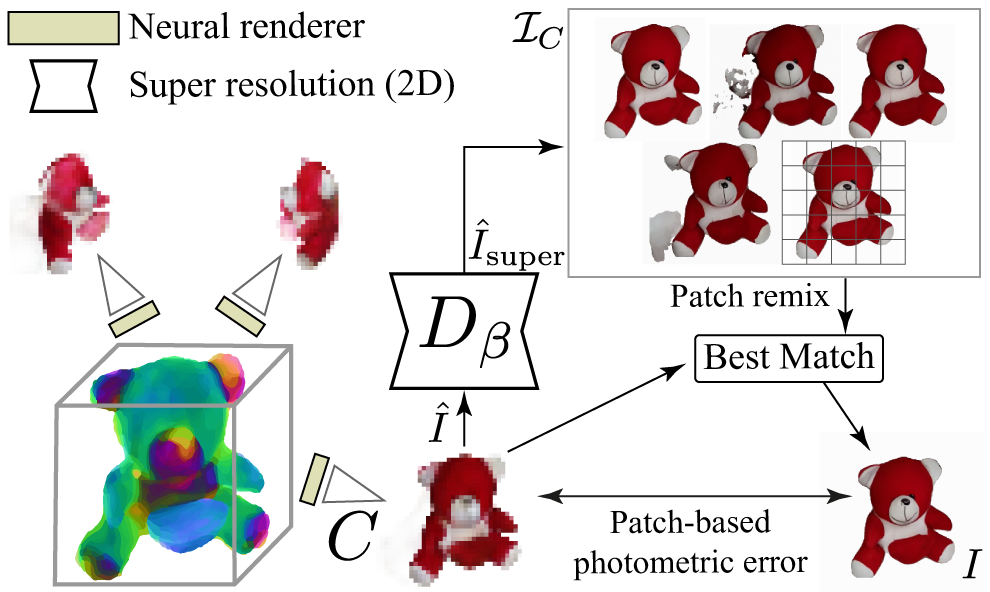 Neural renderer
Super resolution (2D)
$\mathcal{I}_C$
$\hat{I}_{\text{super}}$
$D_\beta$
Patch remix
Best Match
$\hat{I}$
$C$
Patch-based
photometric error
$I$